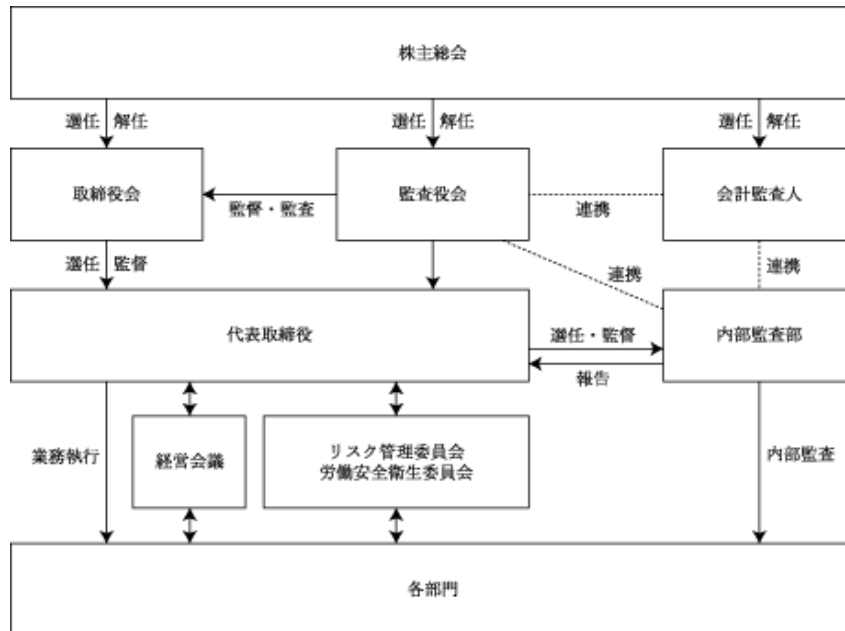 株主総会
選任 解任
選任 解任
選任 解任
取締役会
監督・監査
監査役会
連携
会計監査人
選任 監督
連携
連携
代表取締役
選任・監督
報告
内部監査部
業務執行
経営会議
リスク管理委員会
労働安全衛生委員会
内部監査
各部門